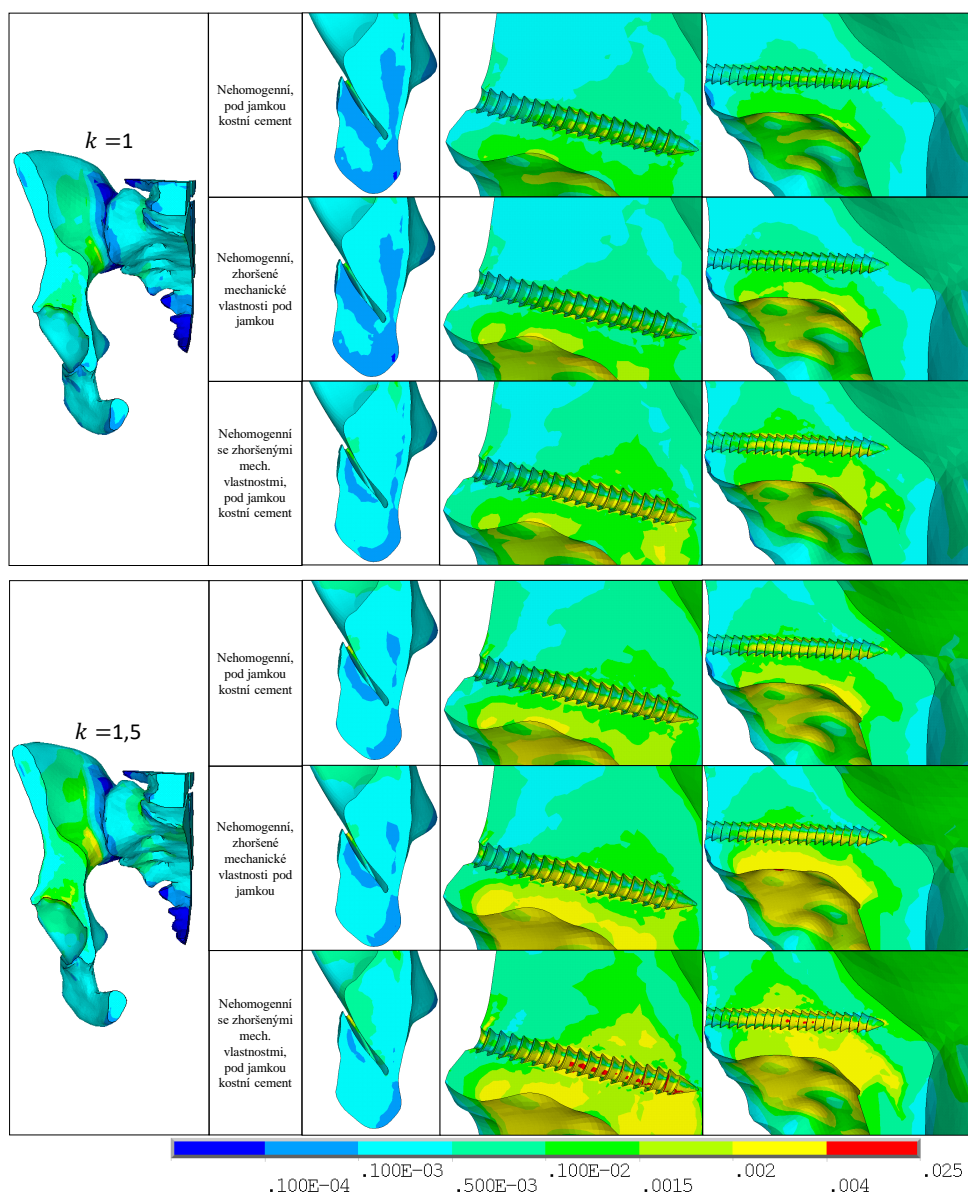 k =1
Nehomogenní,
pod jamkou
kostní cement
Nehomogenní,
zhoršené
mechanické
vlastnosti pod
jamkou
Nehomogenní
se zhoršenými
mech.
vlastnostmi,
pod jamkou
kostní cement
k =1,5
Nehomogenní,
pod jamkou
kostní cement
Nehomogenní,
zhoršené
mechanické
vlastnosti pod
jamkou
Nehomogenní
se zhoršenými
mech.
vlastnostmi,
pod jamkou
kostní cement
.100E-03 .100E-02 .002 .025
.100E-04 .500E-03 .0015 .004